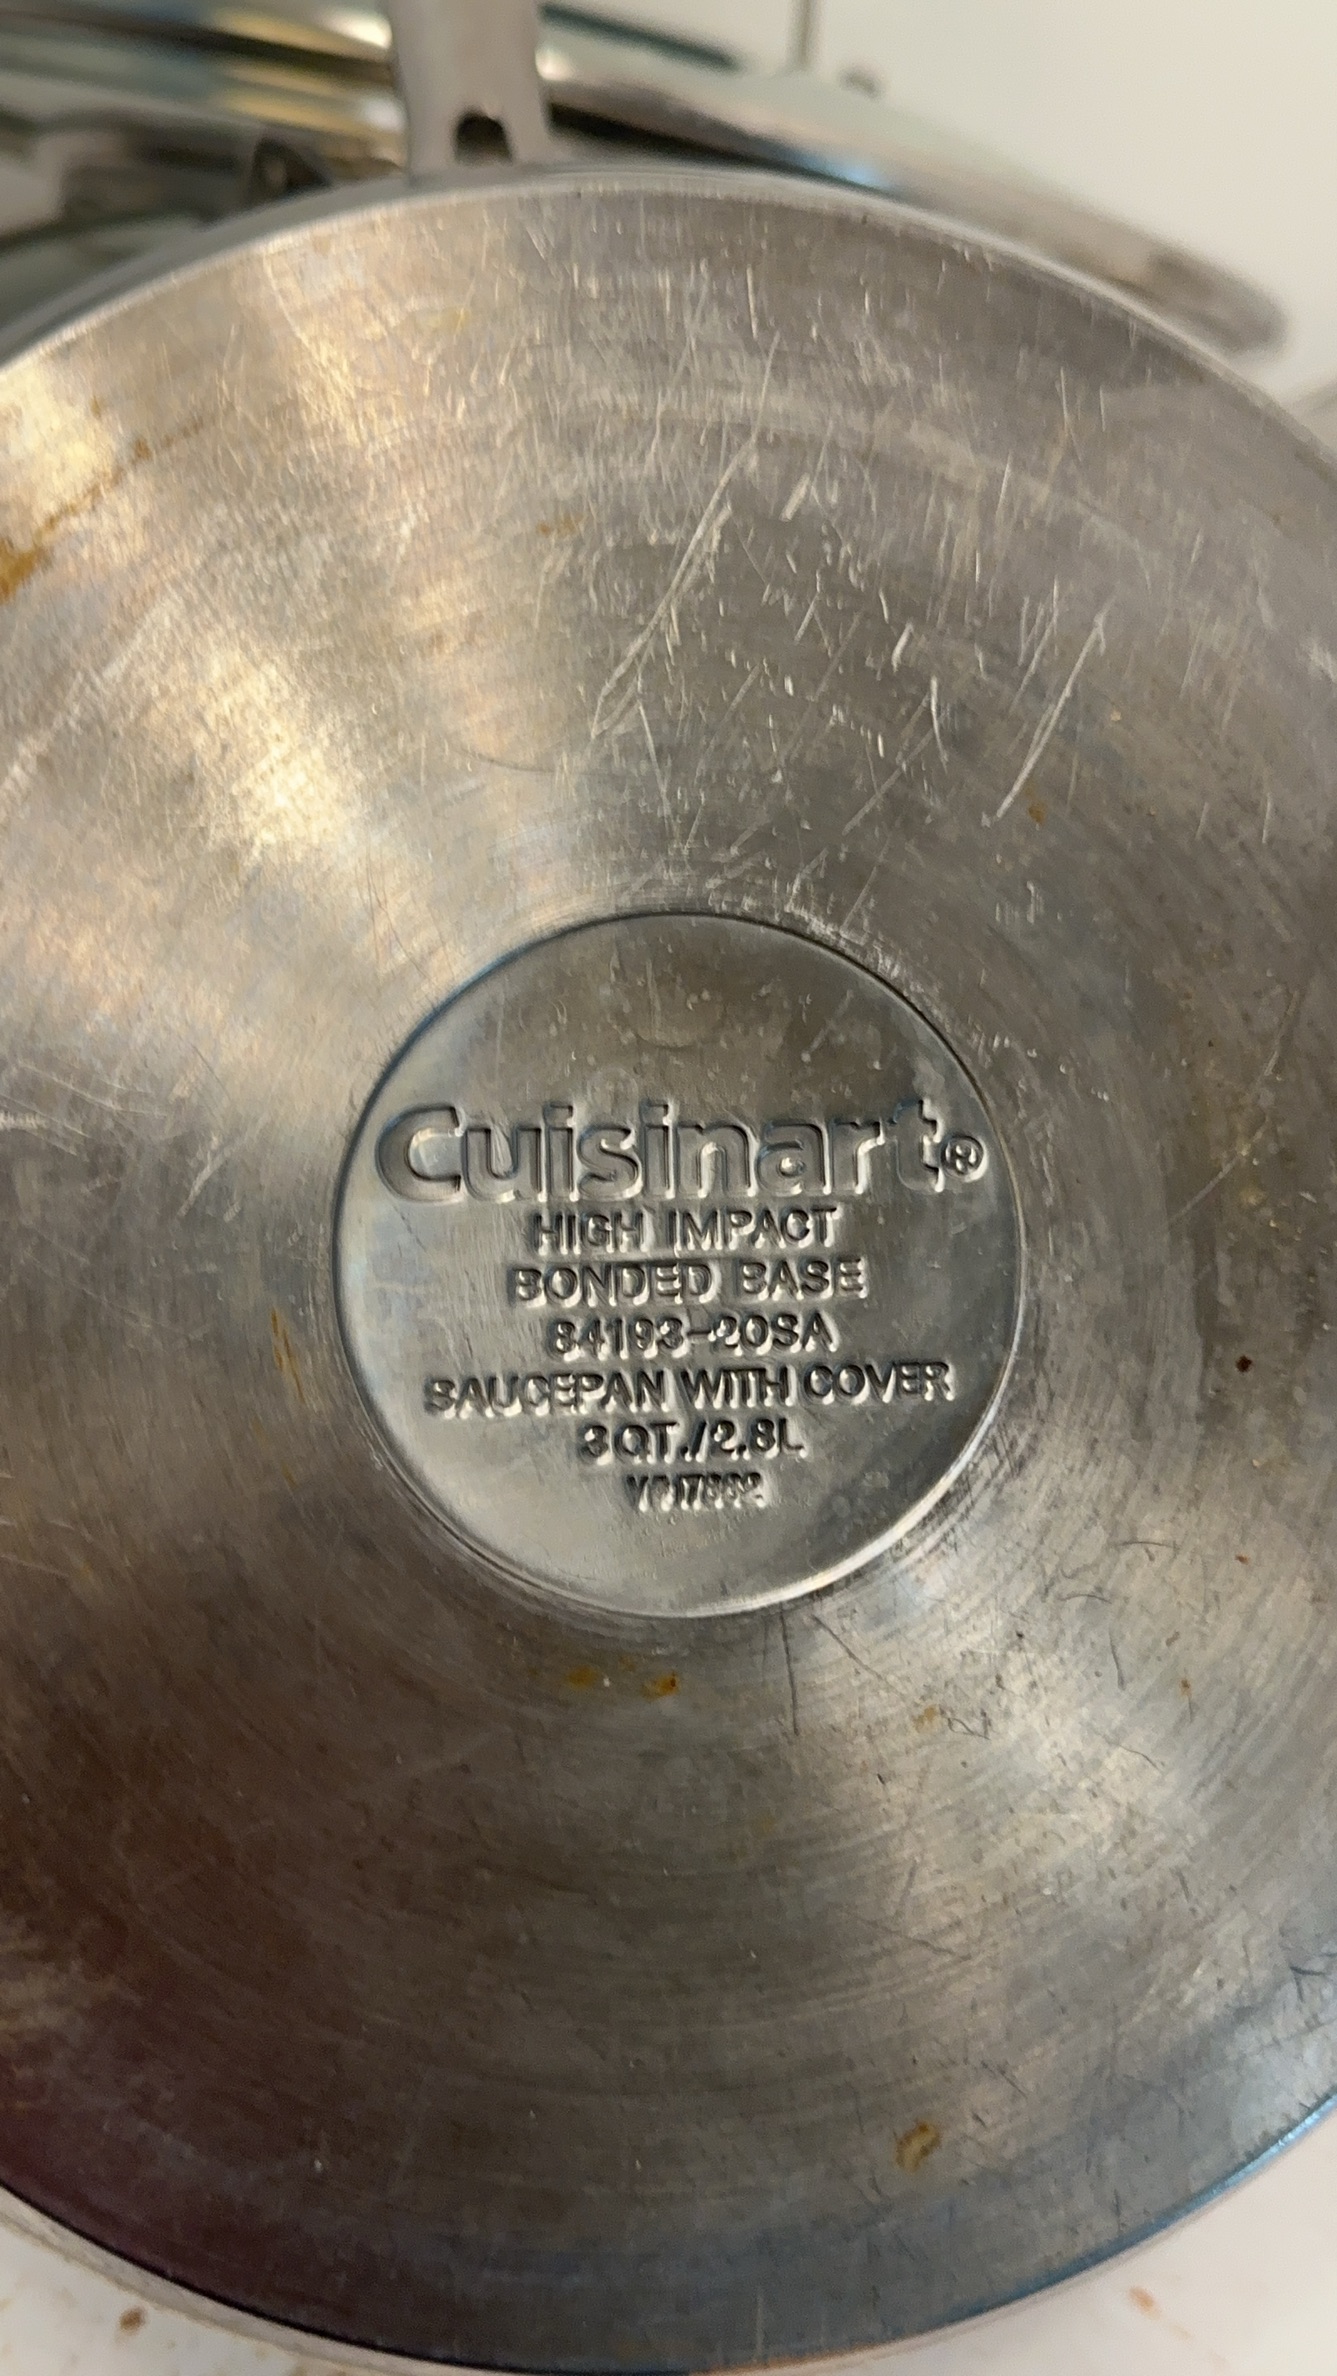 Cuisinart®
HIGH IMPACT
BONDED BASE
84193-20SA
SAUCEPAN WITH COVER
3 QT./2.8L